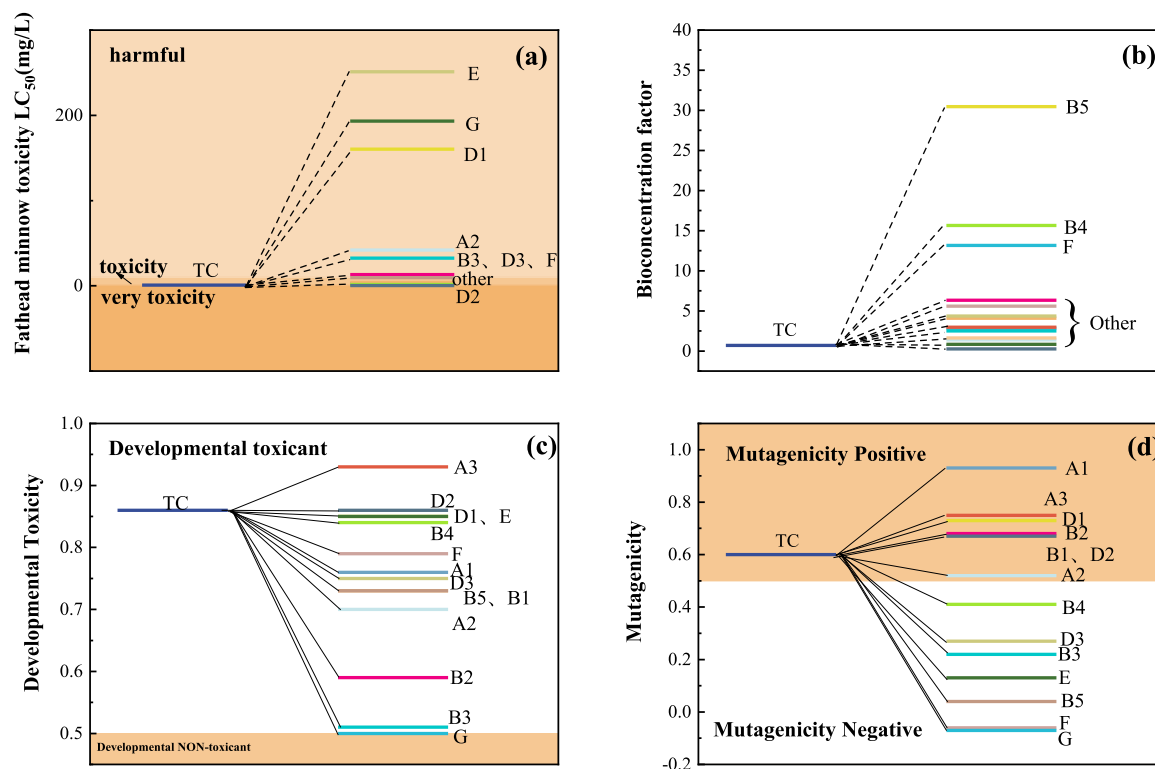 (a)
harmful
Fathead minnow toxicity LC50(mg/L)
200
0
E
G
D1
A2
B3、D3、F
other
D2
toxicity
TC
very toxicity
(b)
Bioconcentration factor
40
35
30
25
20
15
10
5
0
B5
B4
F
Other
TC
(c)
Developmental toxicant
Developmental Toxicity
1.0
0.9
0.8
0.7
0.6
0.5
TC
A3
D2
D1、E
B4
F
A1
D3
B5、B1
A2
B2
B3
G
Developmental NON-toxicant
(d)
Mutagenicity Positive
Mutagenicity
1.0
0.8
0.6
0.4
0.2
0.0
-0.2
TC
A1
A3
D1
B2
B1、D2
A2
B4
D3
B3
E
B5
F
G
Mutagenicity Negative